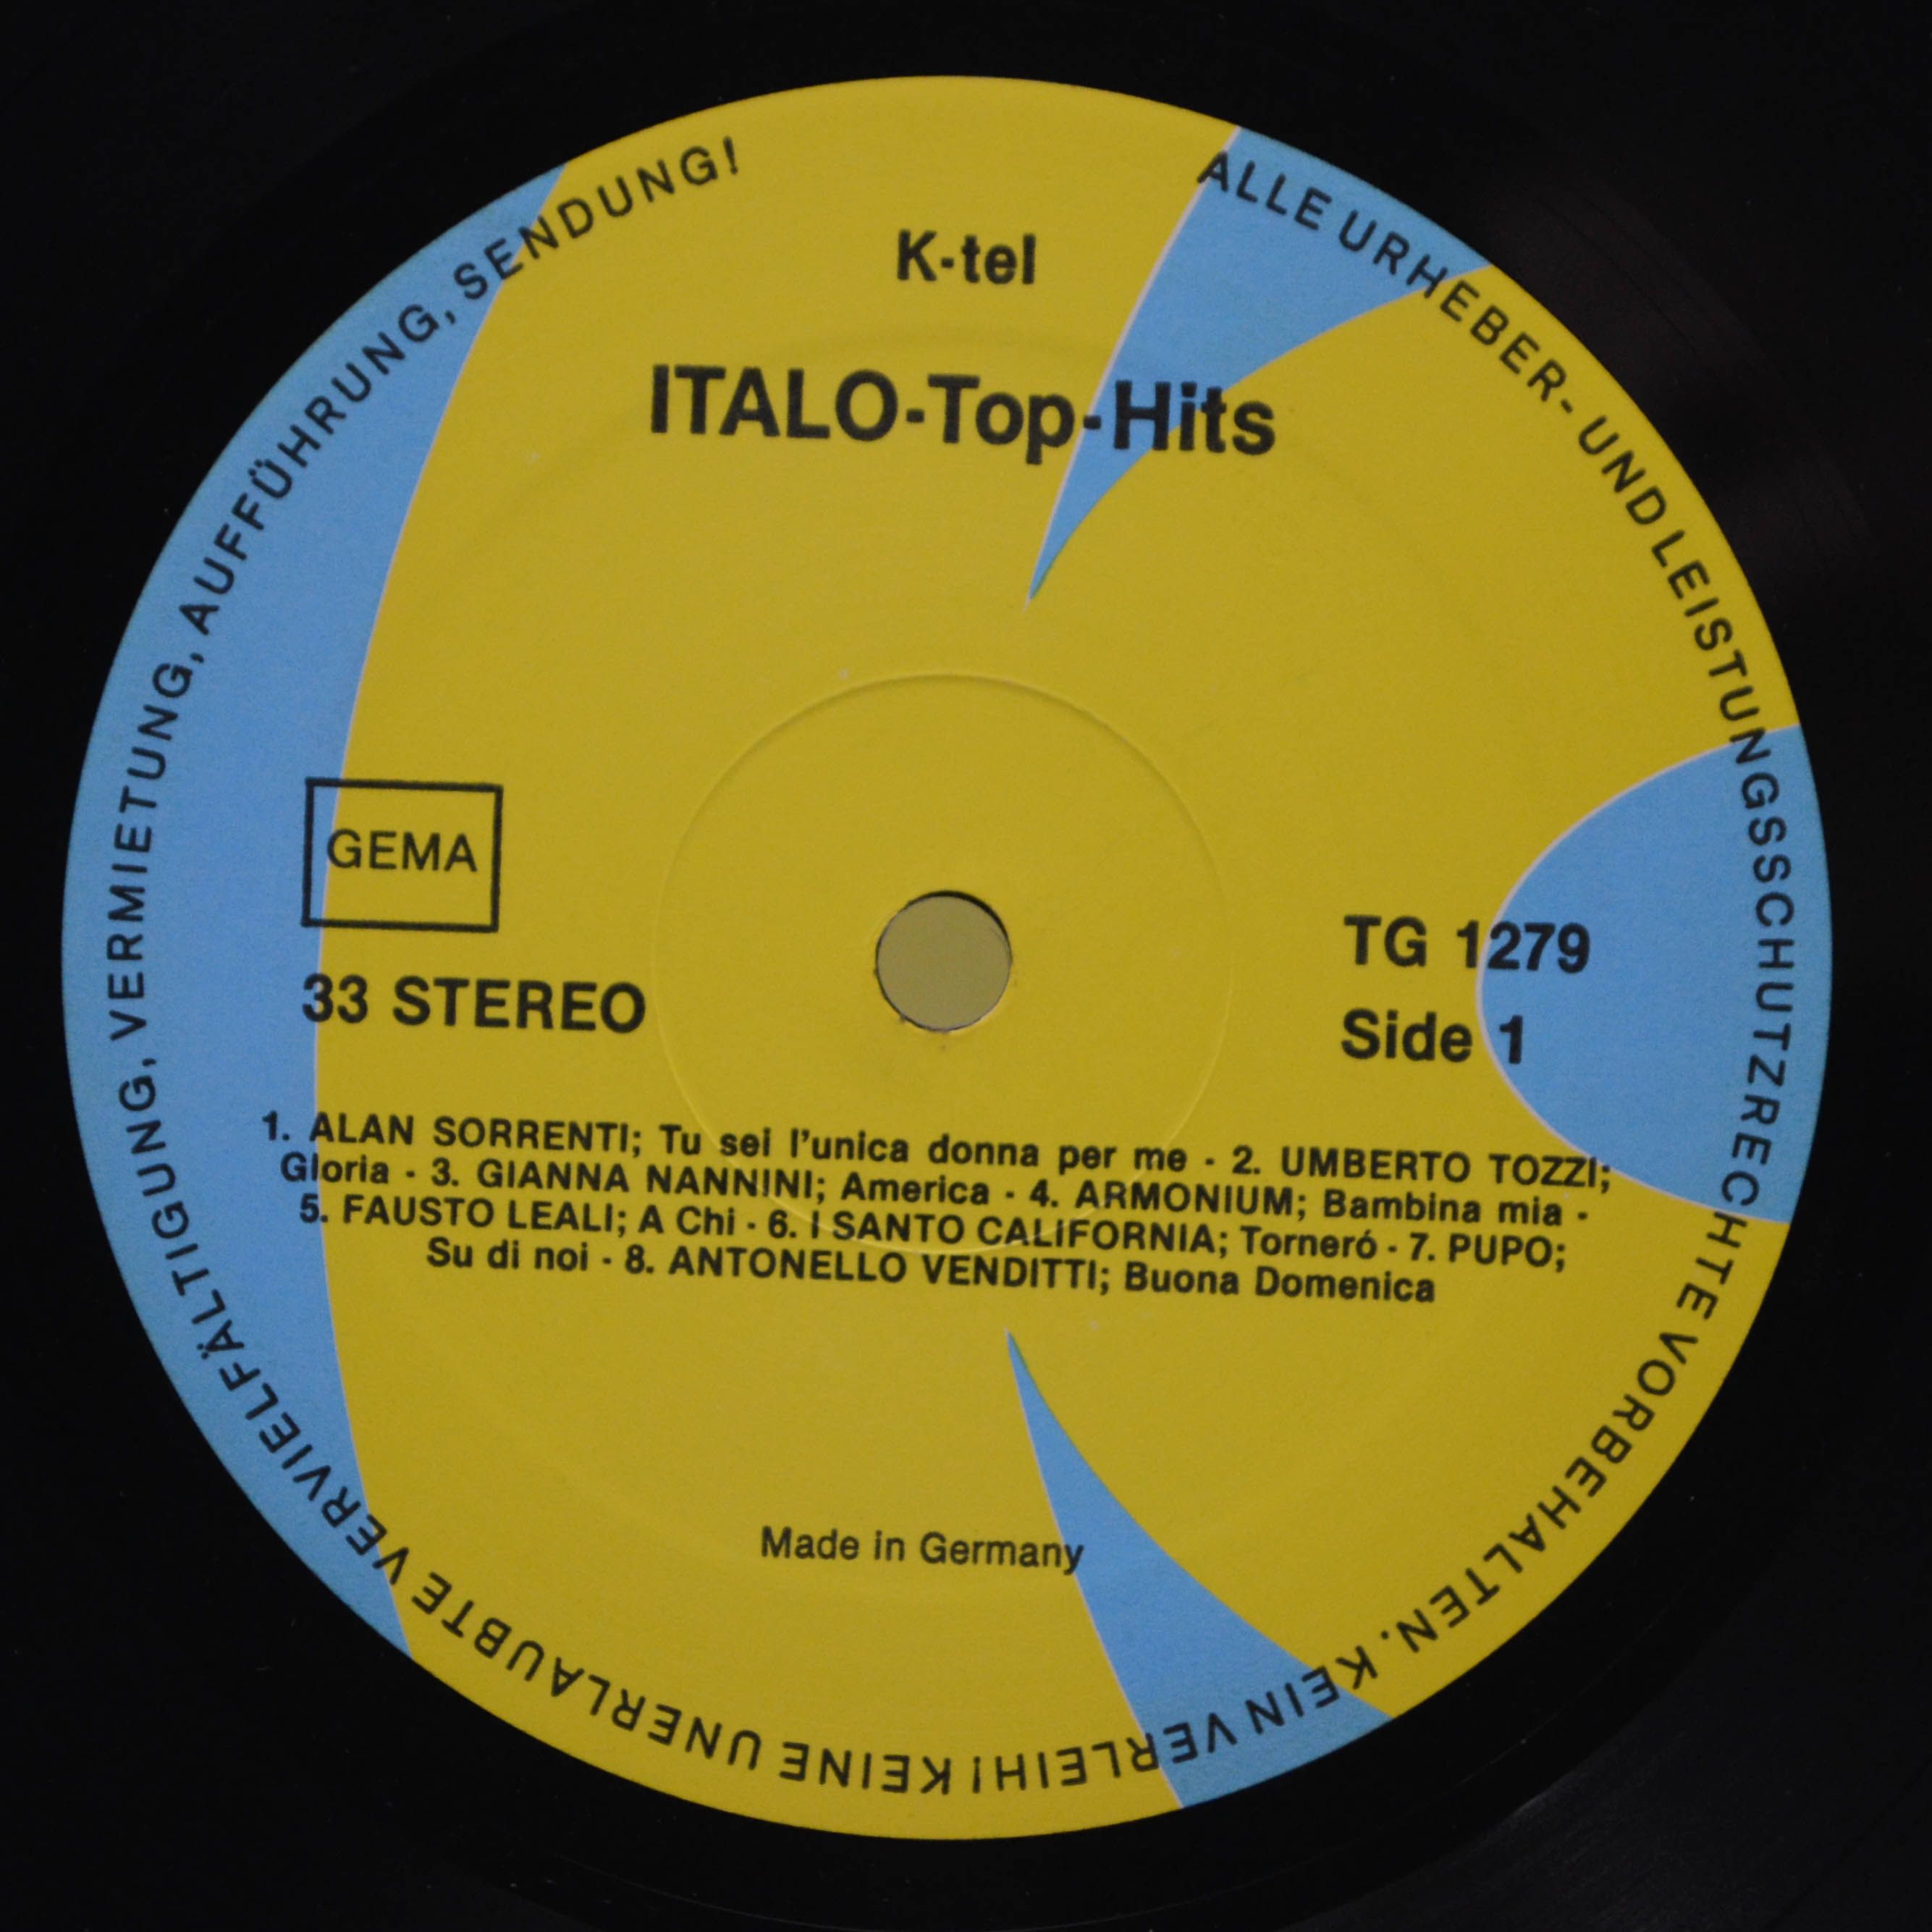 K-tel
ITALO-Top-Hits
GEMA
33 STEREO
TG 1279
Side 1
1. ALAN SORRENTI; Tu sei l'unica donna per me - 2. UMBERTO TOZZI;
Gloria - 3. GIANNA NANNINI; America - 4. ARMONIUM; Bambina mia -
5. FAUSTO LEALI; A Chi - 6. I SANTO CALIFORNIA; Torneró - 7. PUPO;
Su di noi - 8. ANTONELLO VENDITTI; Buona Domenica
Made in Germany
ALLE URHEBER- UND LEISTUNGSSCHUTZRECHTE VORBEHALTEN. KEIN VERLEIH! KEINE UNERLAUBTE VERVIELFÄLTIGUNG, VERMIETUNG, AUFFÜHRUNG, SENDUNG!